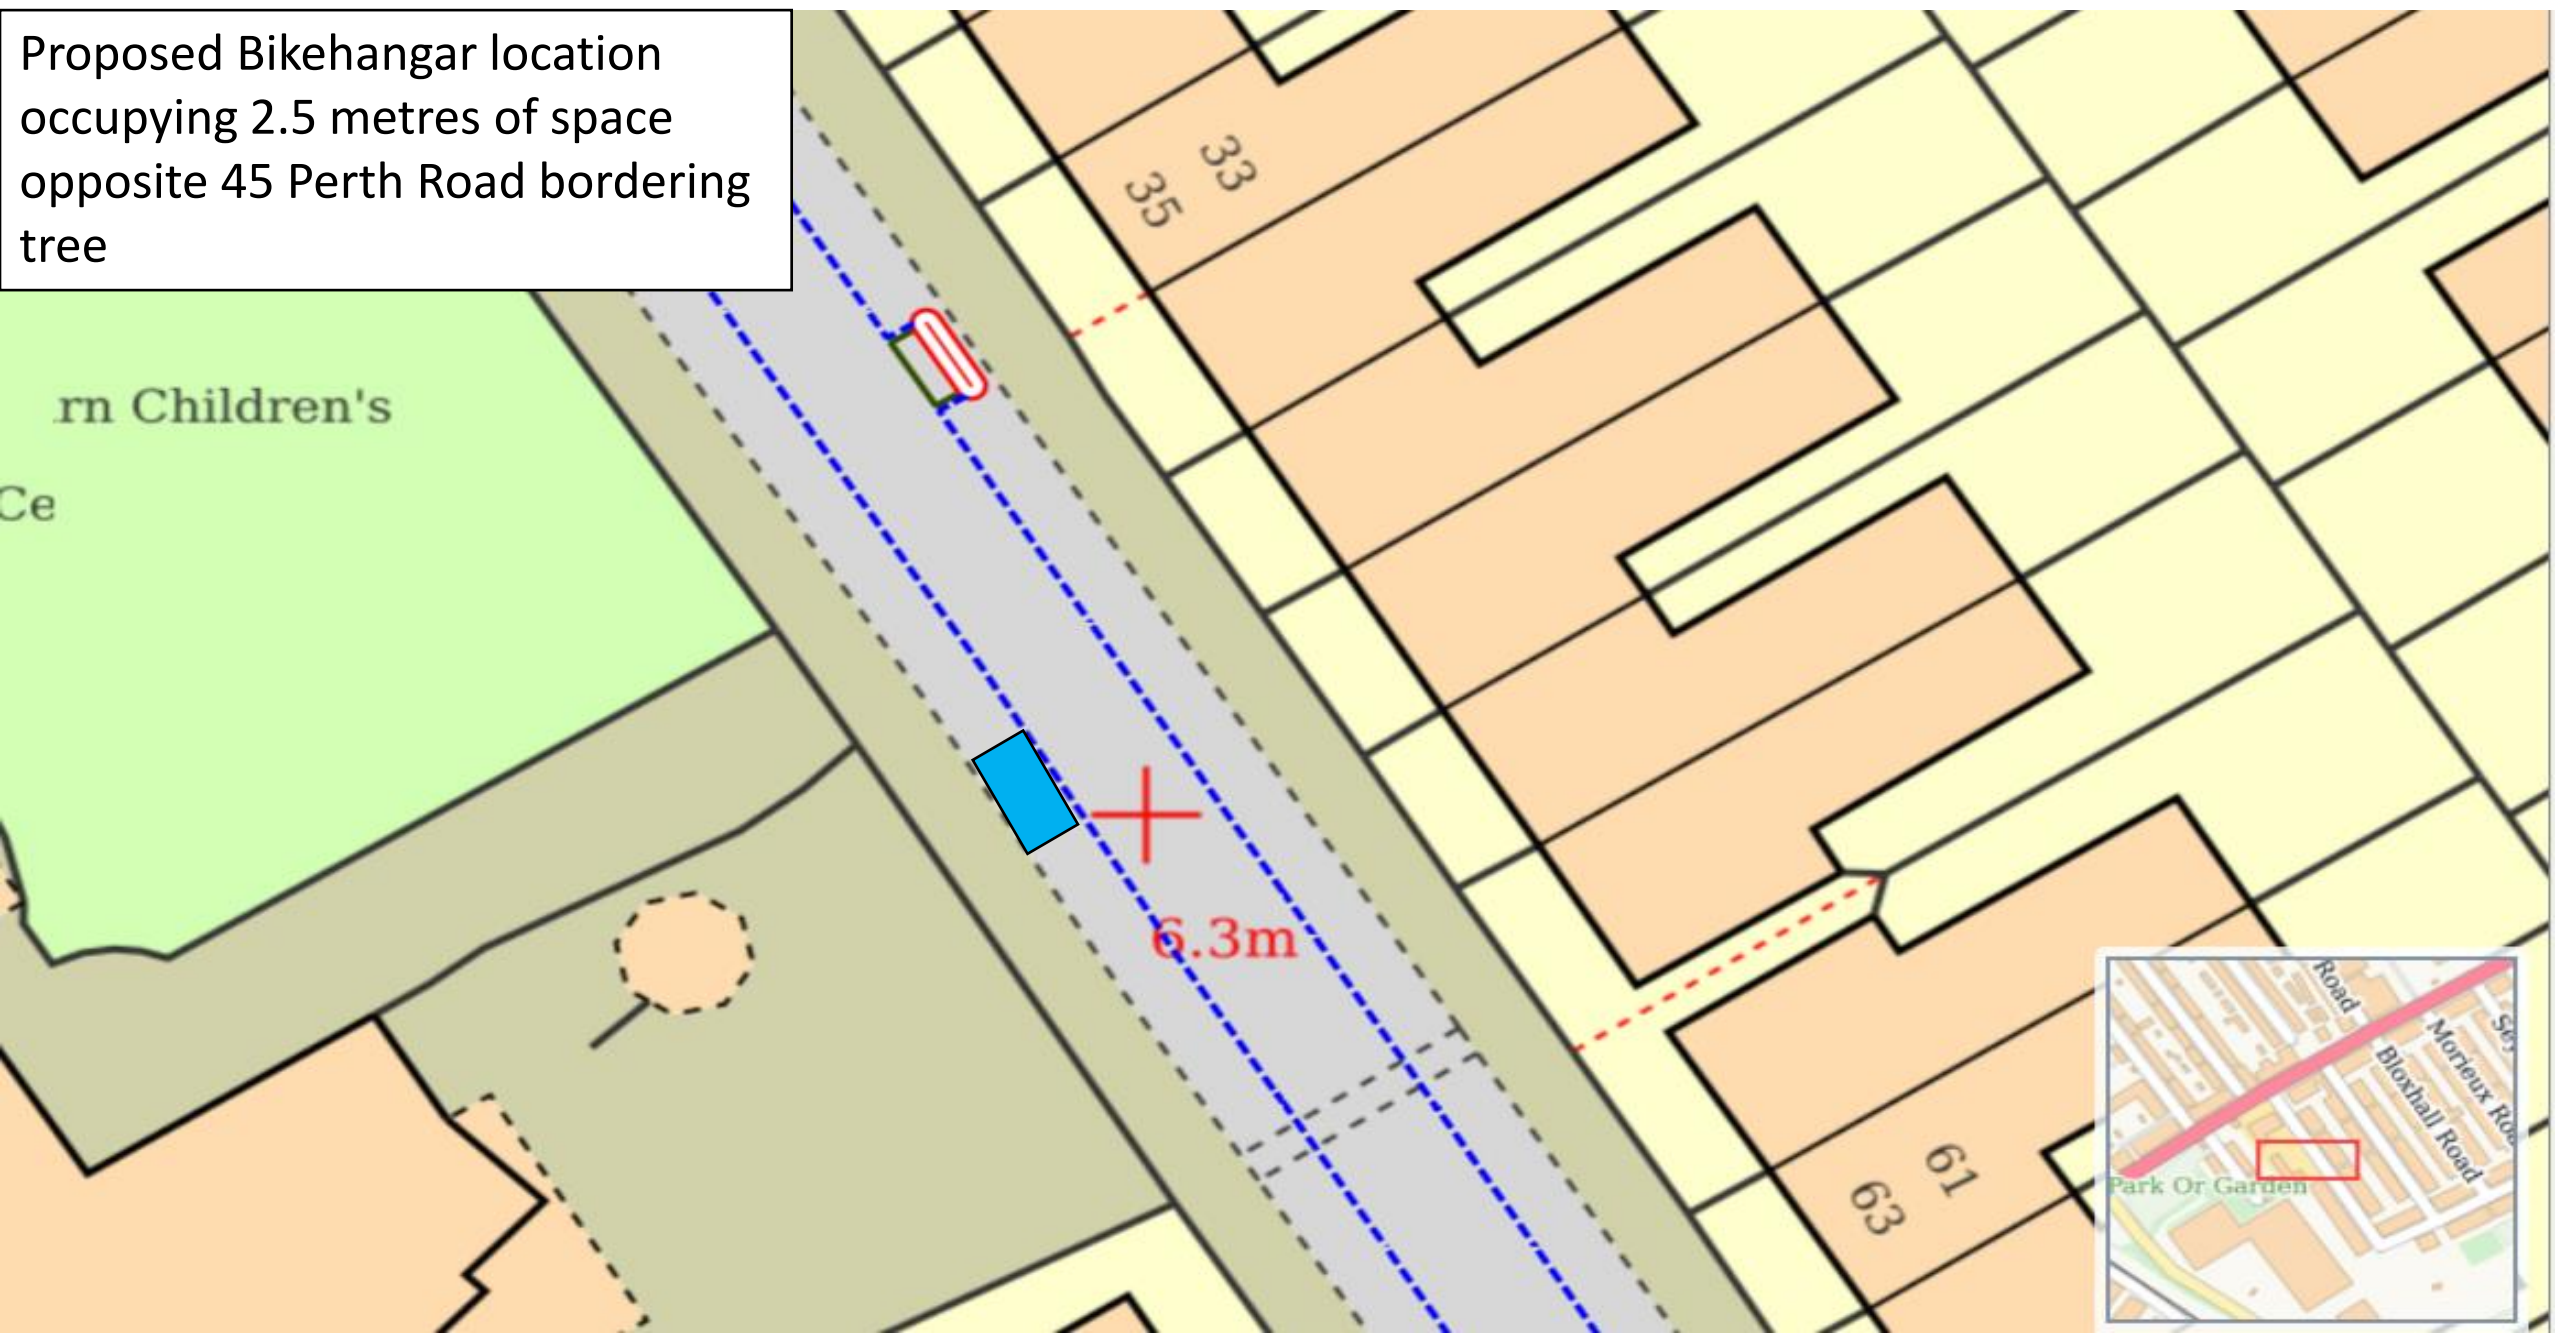 Proposed Bikehangar location
occupying 2.5 metres of space
opposite 45 Perth Road bordering
tree
33
35
rn Children's
Ce
6.3m
61
63
Road
Morieux
Bloxhall Road
Park Or Garden